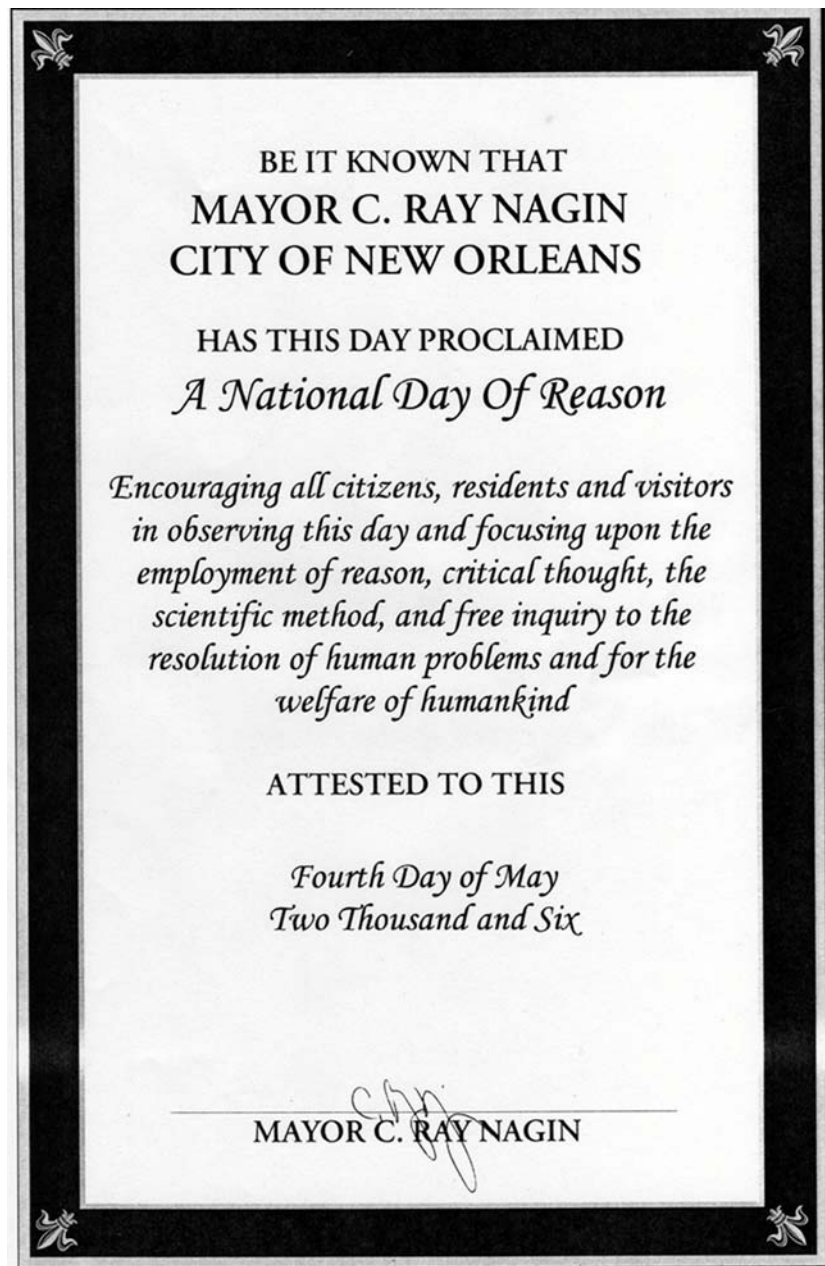 BE IT KNOWN THAT
MAYOR C. RAY NAGIN
CITY OF NEW ORLEANS
HAS THIS DAY PROCLAIMED
A National Day Of Reason
Encouraging all citizens, residents and visitors
in observing this day and focusing upon the
employment of reason, critical thought, the
scientific method, and free inquiry to the
resolution of human problems and for the
welfare of humankind
ATTESTED TO THIS
Fourth Day of May
Two Thousand and Six
MAYOR C. RAY NAGIN